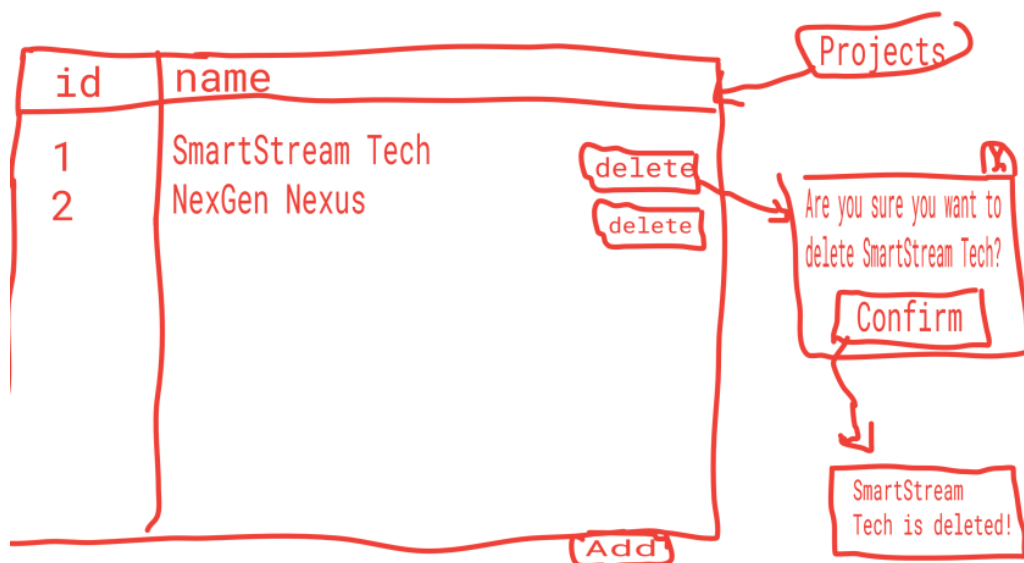 Projects
id name
1 SmartStream Tech delete
2 NexGen Nexus delete
X
Are you sure you want to
delete SmartStream Tech?
Confirm
SmartStream
Tech is deleted!
Add